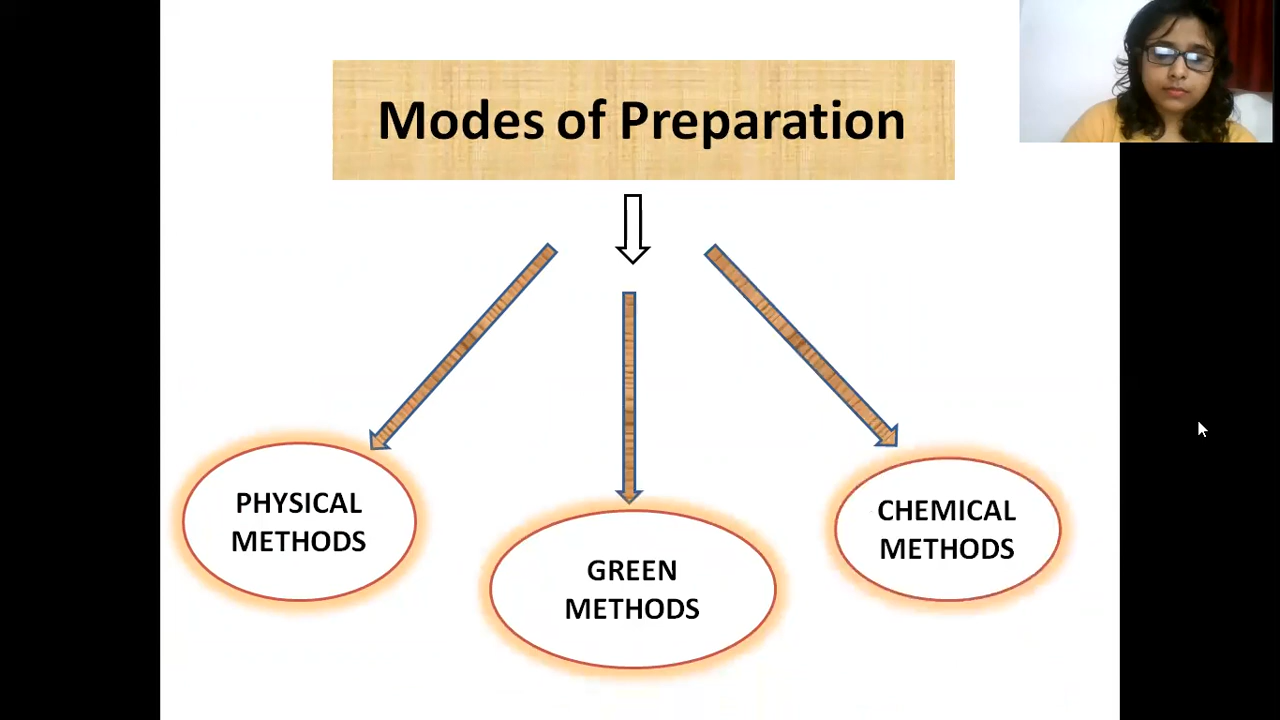 Modes of Preparation
PHYSICAL
METHODS
GREEN
METHODS
CHEMICAL
METHODS